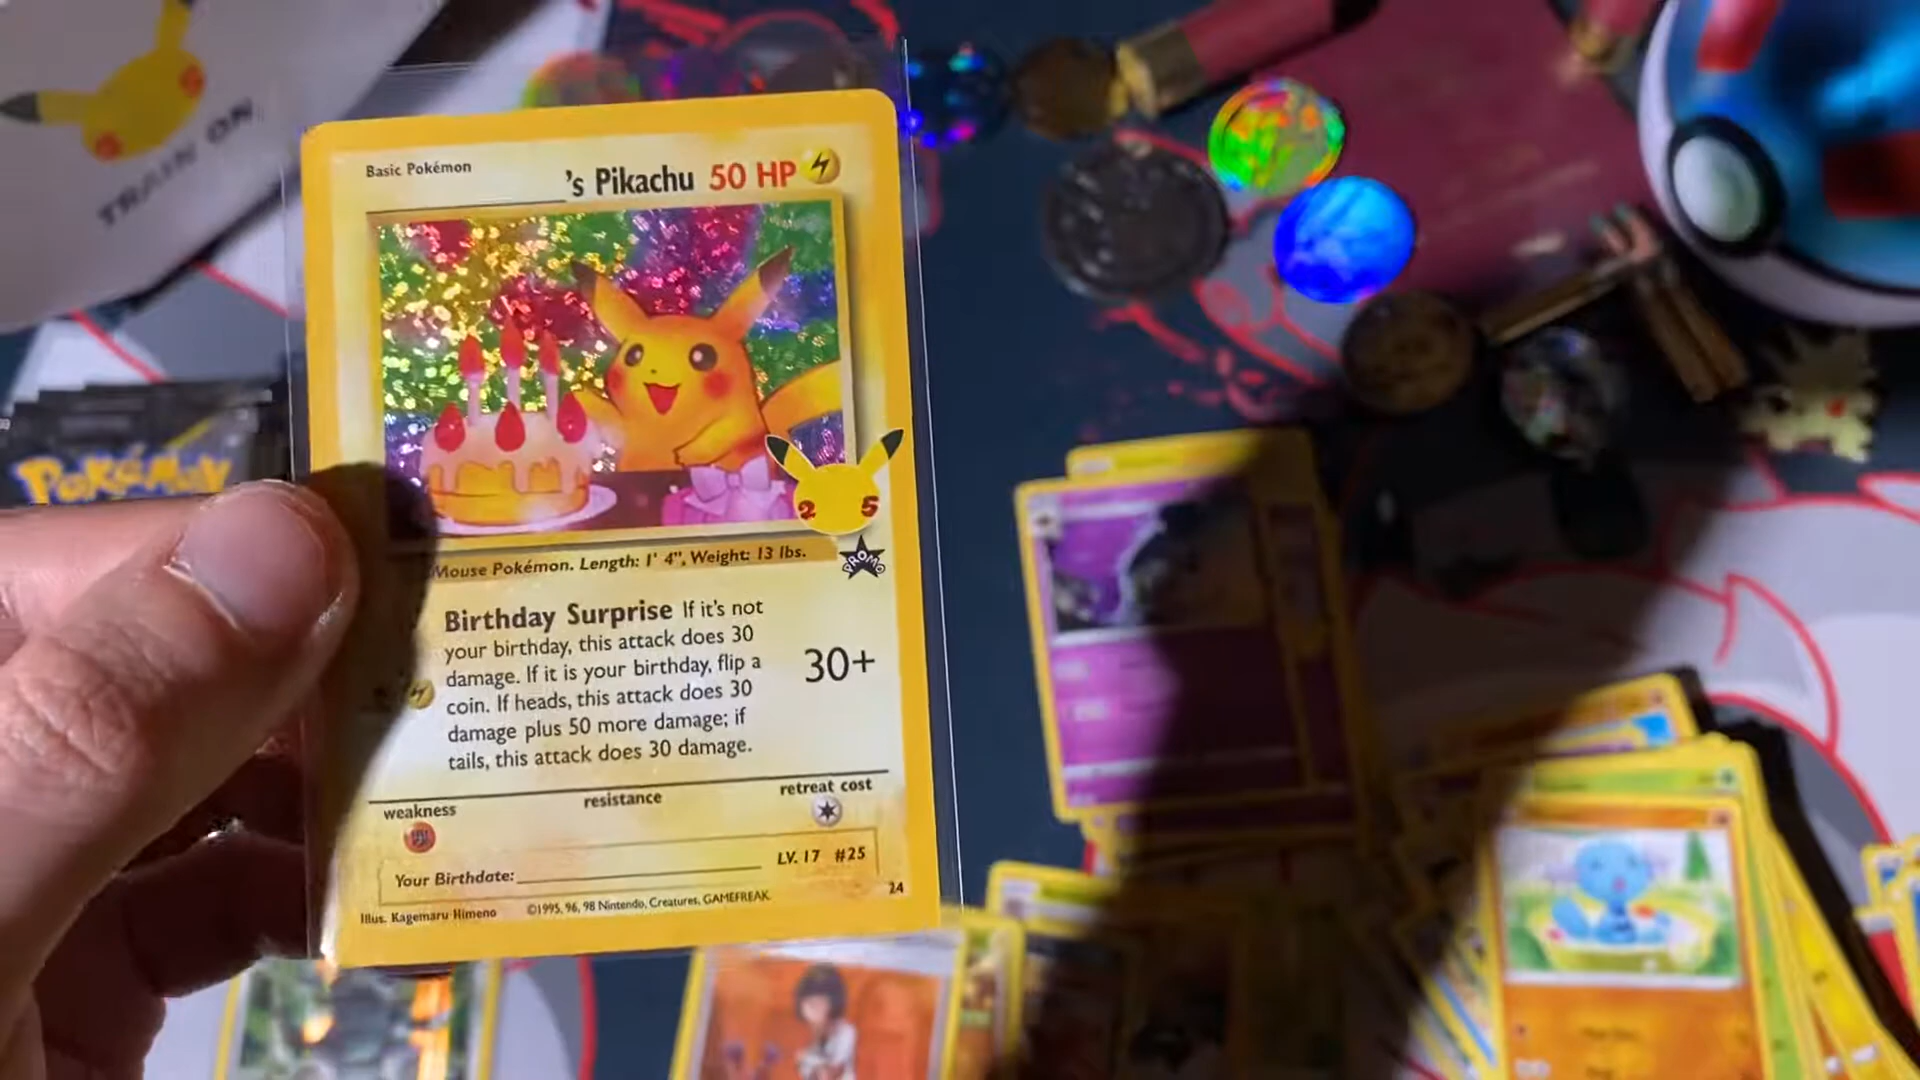 TRAIN ON
Pokémon
Basic Pokémon
's Pikachu 50 HP
25
Mouse Pokémon. Length: 1' 4", Weight: 13 lbs.
PROMO
Birthday Surprise If it's not
your birthday, this attack does 30
damage. If it is your birthday, flip a
coin. If heads, this attack does 30
damage plus 50 more damage; if
tails, this attack does 30 damage.
30+
weakness
resistance
retreat cost
Your Birthdate:
LV. 17 #25
Illus. Kagemaru Himeno
©1995, 96, 98 Nintendo, Creatures, GAMEFREAK.
24